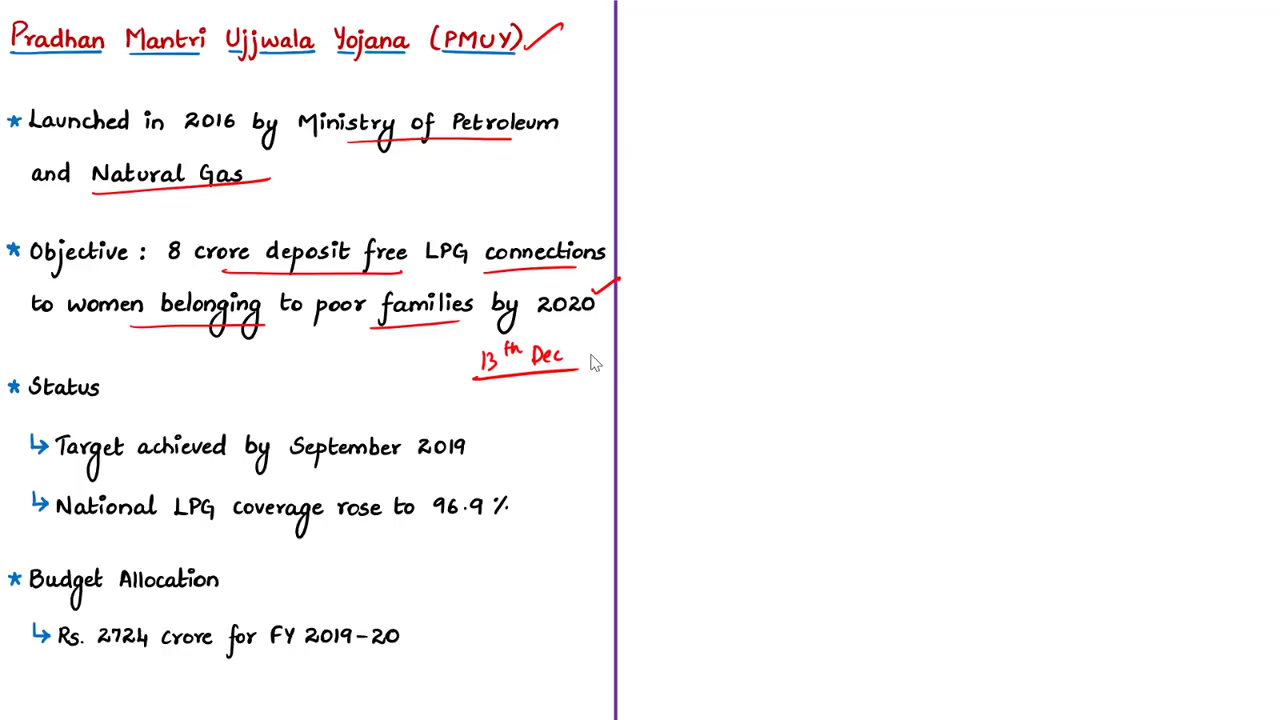 Pradhan Mantri Ujjwala Yojana (PMUY)
* Launched in 2016 by Ministry of Petroleum
and Natural Gas
* Objective : 8 crore deposit free LPG connections
to women belonging to poor families by 2020
13th Dec
* Status
↳ Target achieved by September 2019
↳ National LPG coverage rose to 96.9 %
* Budget Allocation
↳ Rs. 2724 crore for FY 2019-20